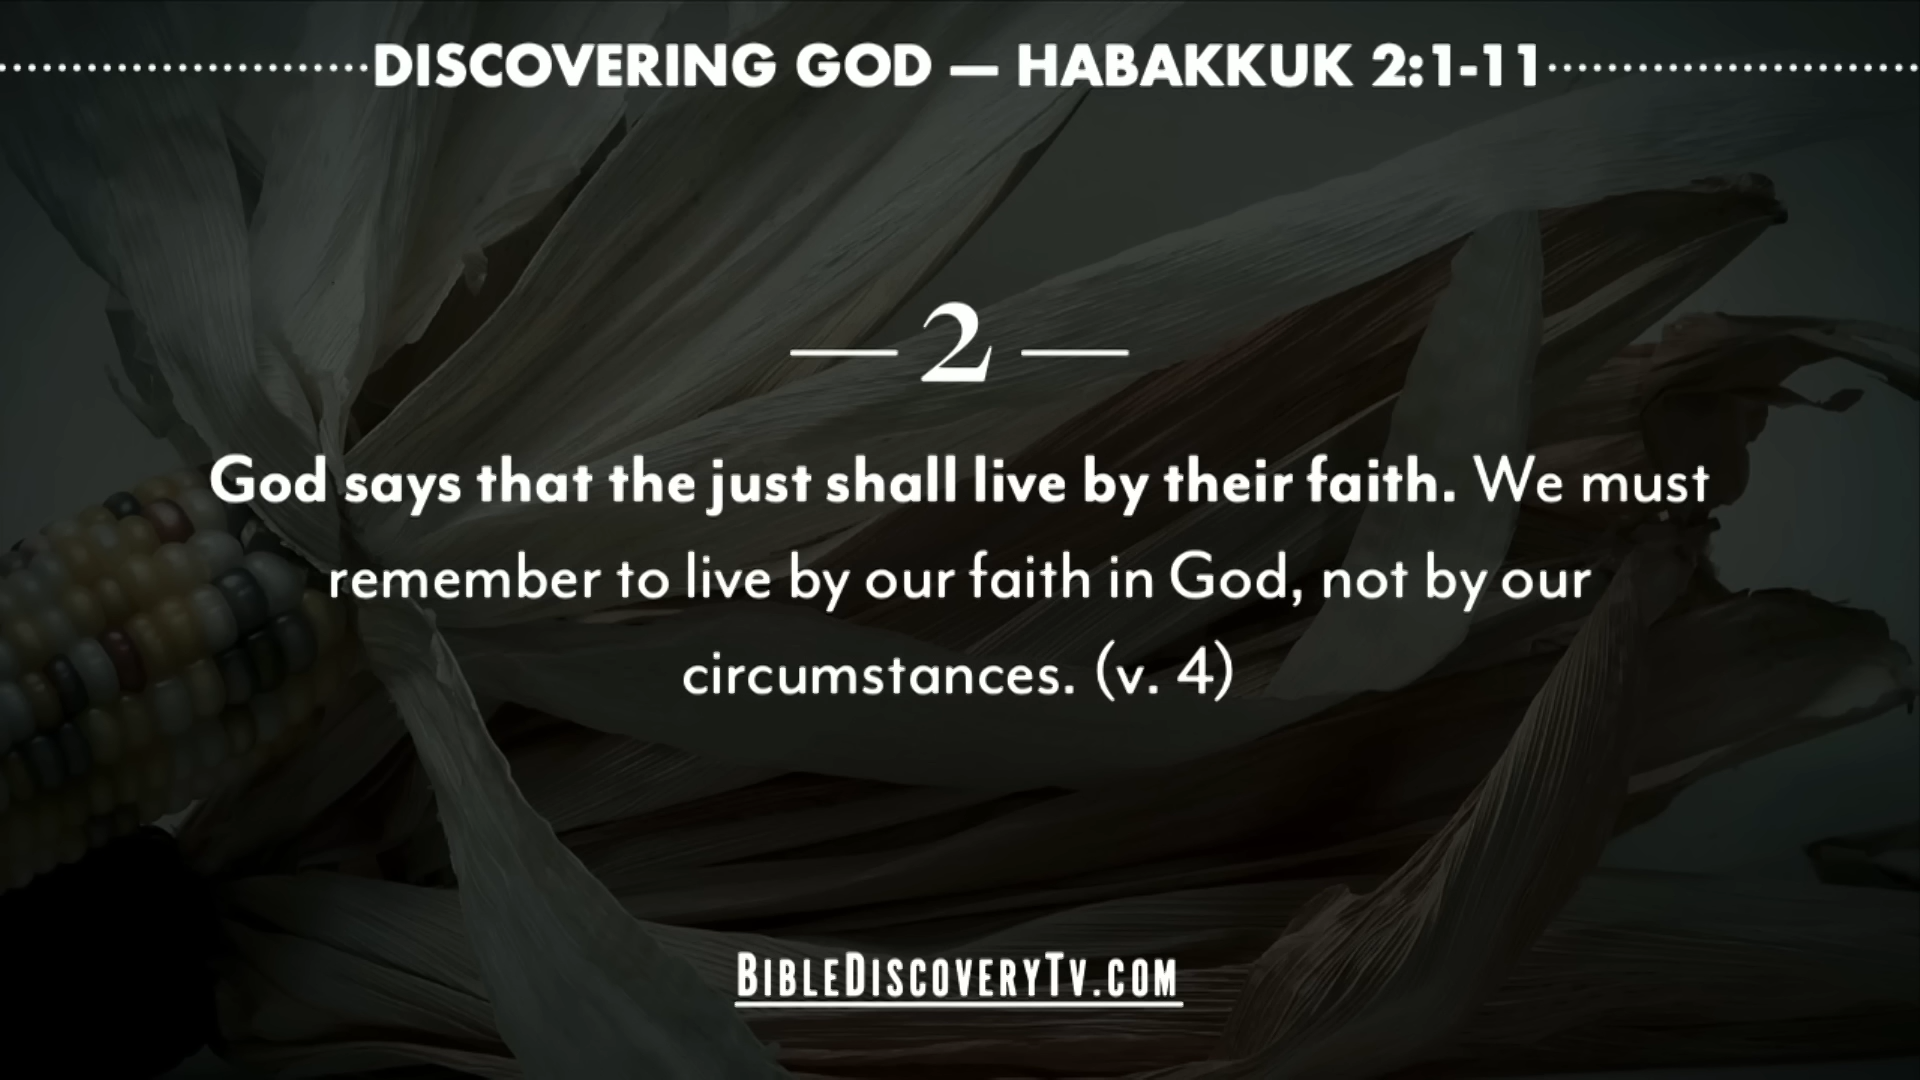 DISCOVERING GOD — HABAKKUK 2:1-11
— 2 —
God says that the just shall live by their faith. We must
remember to live by our faith in God, not by our
circumstances. (v. 4)
BIBLEDISCOVERYTV.COM